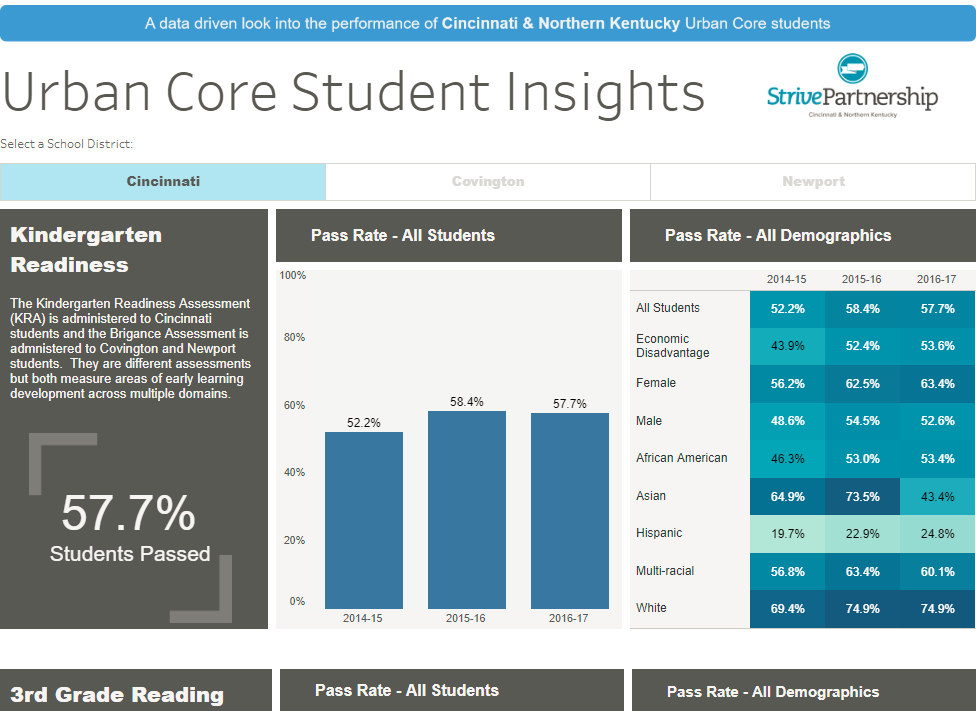 A data driven look into the performance of Cincinnati & Northern Kentucky Urban Core students
Urban Core Student Insights
StrivePartnership
Cincinnati & Northern Kentucky
Select a School District:
Cincinnati
Covington
Newport
Kindergarten
Readiness
The Kindergarten Readiness Assessment
(KRA) is administered to Cincinnati
students and the Brigance Assessment is
admnistered to Covington and Newport
students.  They are different assessments
but both measure areas of early learning
development across multiple domains.
57.7%
Students Passed
Pass Rate - All Students
100%
80%
60%
40%
20%
0%
52.2%
58.4%
57.7%
2014-15
2015-16
2016-17
Pass Rate - All Demographics
2014-15 2015-16 2016-17
All Students 52.2% 58.4% 57.7%
Economic
Disadvantage 43.9% 52.4% 53.6%
Female 56.2% 62.5% 63.4%
Male 48.6% 54.5% 52.6%
African American 46.3% 53.0% 53.4%
Asian 64.9% 73.5% 43.4%
Hispanic 19.7% 22.9% 24.8%
Multi-racial 56.8% 63.4% 60.1%
White 69.4% 74.9% 74.9%
3rd Grade Reading
Pass Rate - All Students
Pass Rate - All Demographics